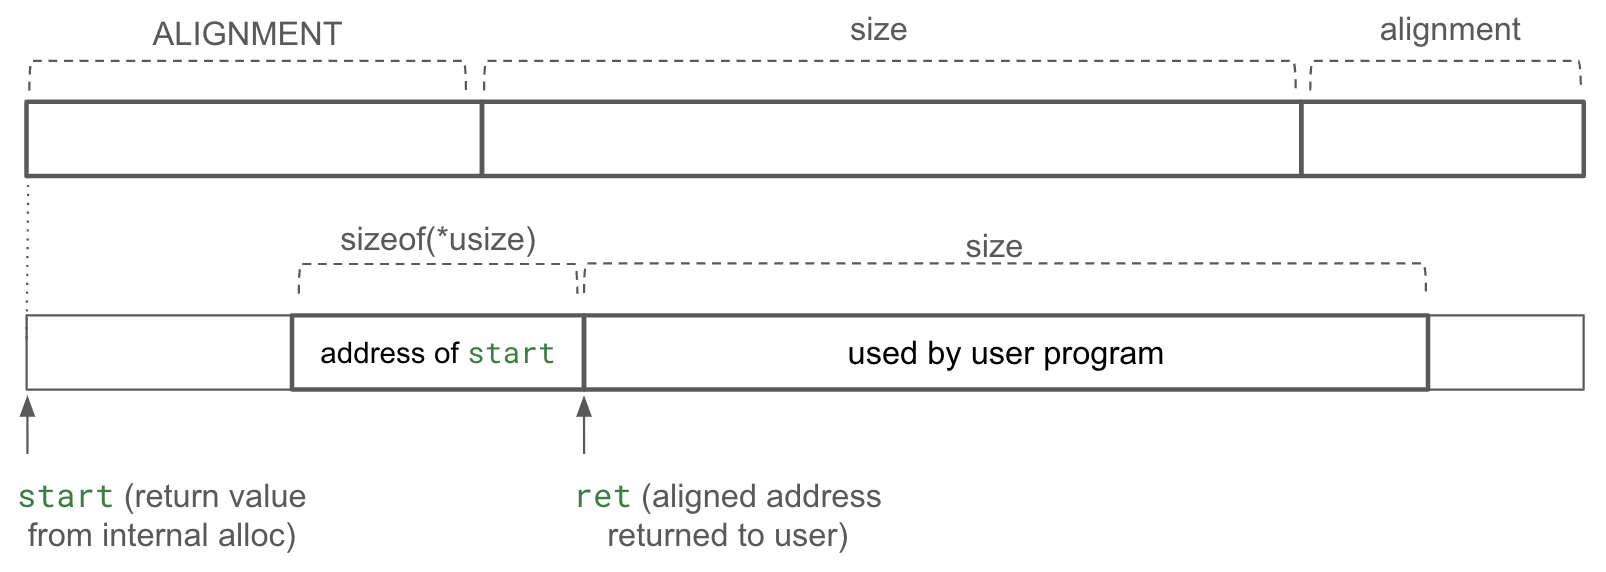 ALIGNMENT
size
alignment
sizeof(*usize)
size
address of start
used by user program
start (return value
from internal alloc)
ret (aligned address
returned to user)